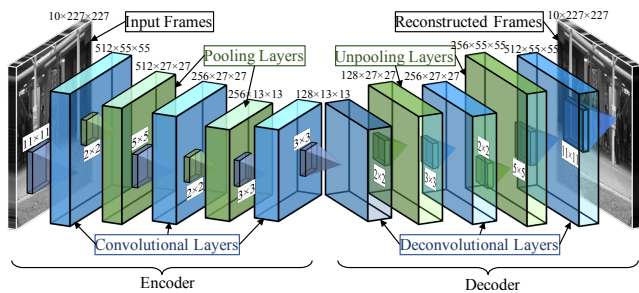 10×227×227
Input Frames
512×55×55
Pooling Layers
512×27×27
256×27×27
256×13×13
128×13×13
Reconstructed Frames
10×227×227
Unpooling Layers
256×55×55
512×55×55
128×27×27
256×27×27
11×11
2×2
5×5
2×2
3×3
3×3
2×2
3×3
2×2
5×5
11×11
Convolutional Layers
Deconvolutional Layers
Encoder
Decoder